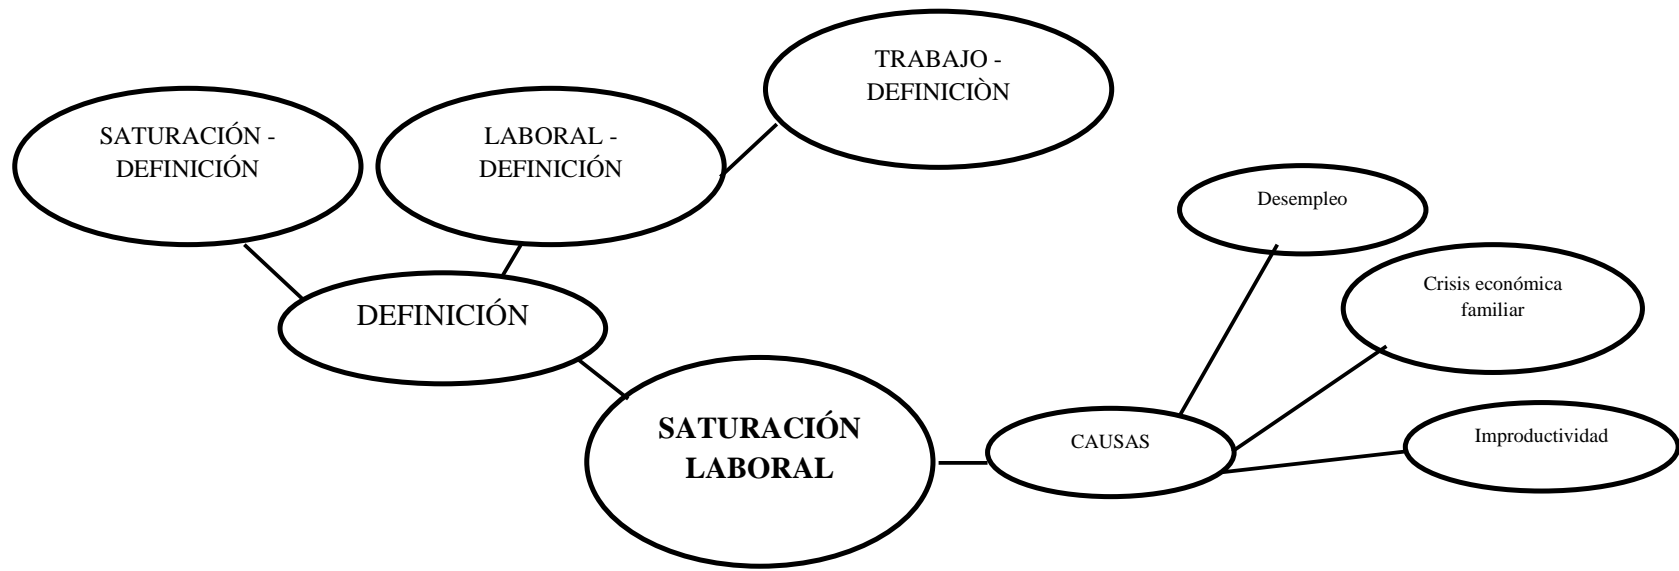 TRABAJO -
DEFINICIÒN
SATURACIÓN -
DEFINICIÓN
LABORAL -
DEFINICIÓN
Desempleo
Crisis económica
familiar
DEFINICIÓN
SATURACIÓN
LABORAL
CAUSAS
Improductividad